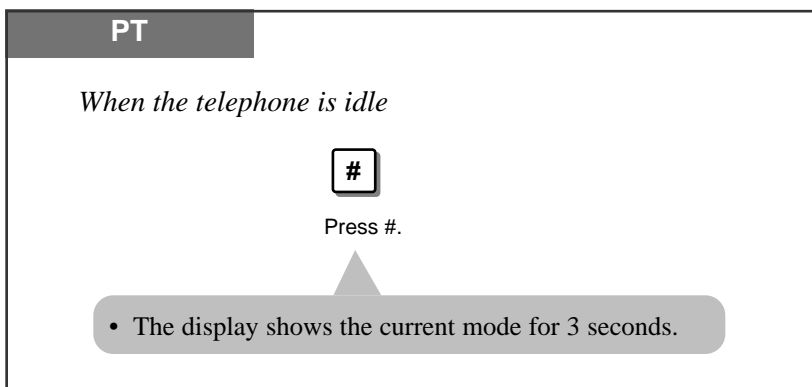 PT
When the telephone is idle
#
Press #.
• The display shows the current mode for 3 seconds.